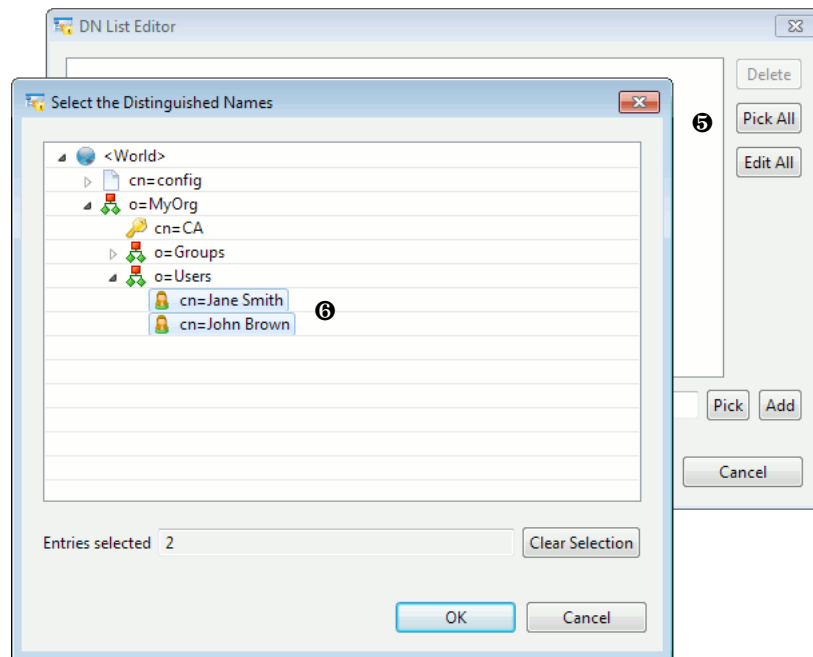 DN List Editor
Delete
Select the Distinguished Names
❺
Pick All
<World>
Edit All
cn=config
o=MyOrg
cn=CA
o=Groups
o=Users
cn=Jane Smith
❻
cn=John Brown
Pick
Add
Cancel
Entries selected
2
Clear Selection
OK
Cancel